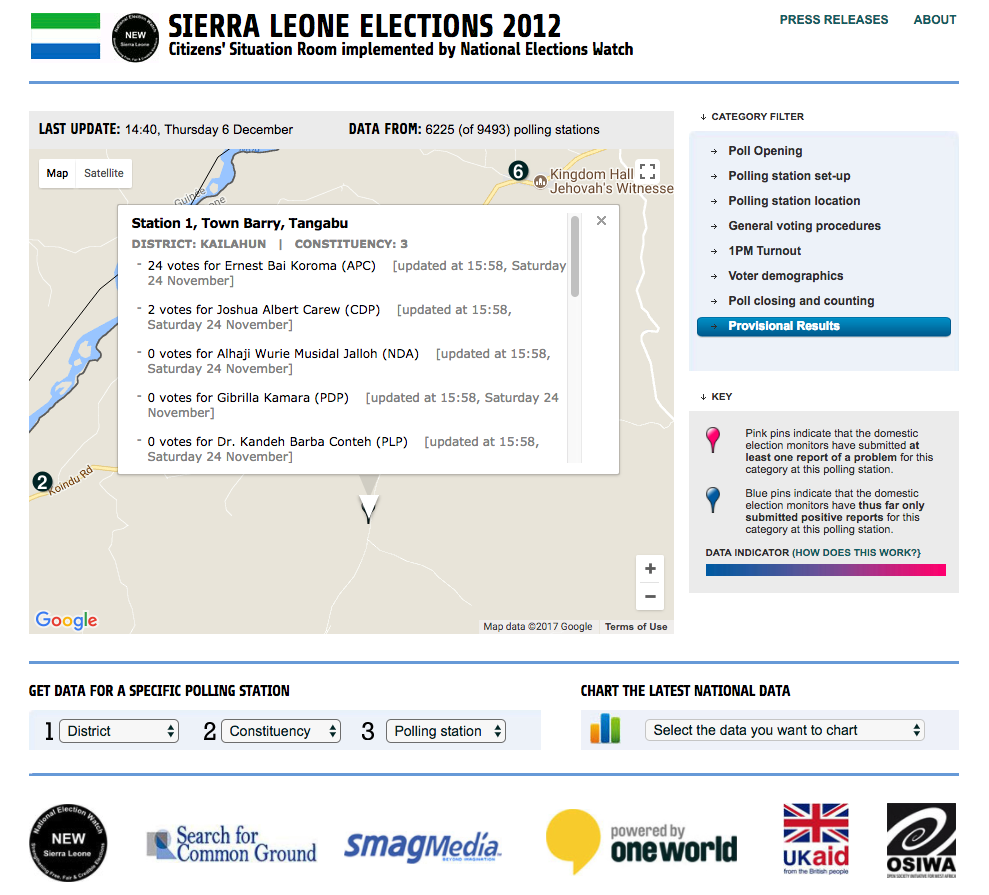 SIERRA LEONE ELECTIONS 2012
Citizens' Situation Room implemented by National Elections Watch
National Election Watch
NEW
Sierra Leone
PRESS RELEASES ABOUT
LAST UPDATE: 14:40, Thursday 6 December DATA FROM: 6225 (of 9493) polling stations
Map Satellite
6
Kingdom Hall
Jehovah's Witnesse
Guinee
Station 1, Town Barry, Tangabu
DISTRICT: KAILAHUN | CONSTITUENCY: 3
- 24 votes for Ernest Bai Koroma (APC) [updated at 15:58, Saturday
24 November]
- 2 votes for Joshua Albert Carew (CDP) [updated at 15:58,
Saturday 24 November]
- 0 votes for Alhaji Wurie Musidal Jalloh (NDA) [updated at 15:58,
Saturday 24 November]
- 0 votes for Gibrilla Kamara (PDP) [updated at 15:58, Saturday 24
November]
- 0 votes for Dr. Kandeh Barba Conteh (PLP) [updated at 15:58,
Saturday 24 November]
2
Koindu Rd
+
−
Google
Map data ©2017 Google Terms of Use
CATEGORY FILTER
Poll Opening
Polling station set-up
Polling station location
General voting procedures
1PM Turnout
Voter demographics
Poll closing and counting
Provisional Results
KEY
Pink pins indicate that the domestic
election monitors have submitted at
least one report of a problem for this
category at this polling station.
Blue pins indicate that the domestic
election monitors have thus far only
submitted positive reports for this
category at this polling station.
DATA INDICATOR (HOW DOES THIS WORK?}
GET DATA FOR A SPECIFIC POLLING STATION
1 District 2 Constituency 3 Polling station
CHART THE LATEST NATIONAL DATA
Select the data you want to chart
National Election Watch
NEW
Sierra Leone
Search for
Common Ground
SmagMedia.
BEYOND INNOVATION
powered by
oneworld
UKaid
from the British people
OSIWA
OPEN SOCIETY INITIATIVE FOR WEST AFRICA